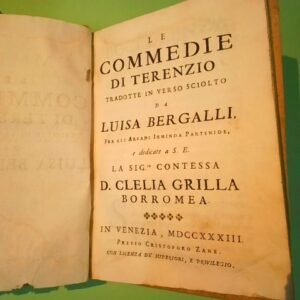 LE
COMMEDIE
DI TERENZIO
TRADOTTE IN VERSO SCIOLTO
DA
LUISA BERGALLI,
FRA GLI ARCADI IRMINDA PARTENIDE,
e dedicate a S. E.
LA SIG.ra CONTESSA
D. CLELIA GRILLA
BORROMEA.
IN VENEZIA, MDCCXXXIII.
PRESSO CRISTOFORO ZANE.
CON LICENZA DE' SUPERIORI, E PRIVILEGIO.